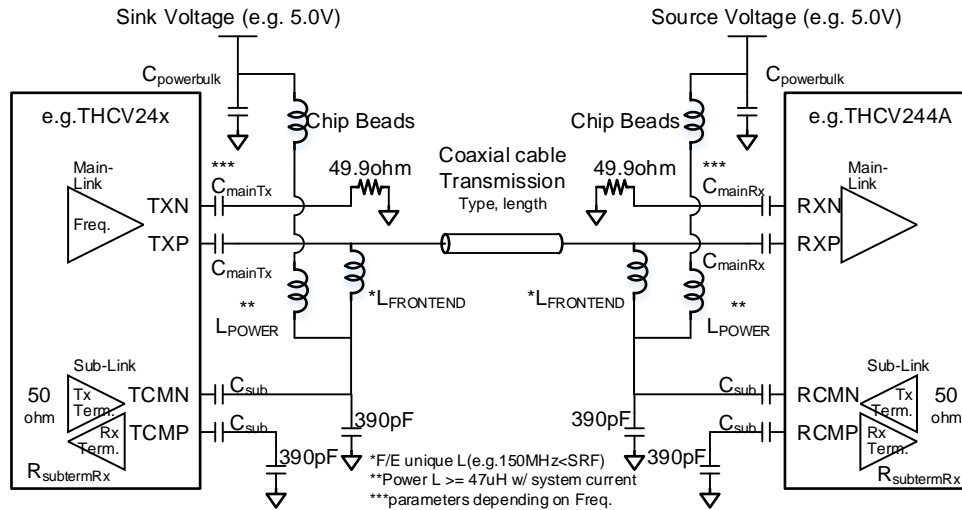 Sink Voltage (e.g. 5.0V)
Source Voltage (e.g. 5.0V)
Cpowerbulk
Cpowerbulk
e.g.THCV24x
e.g.THCV244A
Chip Beads
Chip Beads
Coaxial cable
Transmission
Type, length
Main-
Link
Freq.
***
CmainTx
49.9ohm
49.9ohm
***
CmainRx
Main-
Link
TXN
TXP
RXN
RXP
CmainTx
CmainRx
**
LPOWER
*LFRONTEND
*LFRONTEND
**
LPOWER
Sub-Link
Tx
Term.
Rx
Term.
50
ohm
RsubtermRx
TCMN
TCMP
Csub
Csub
390pF
390pF
Csub
Csub
390pF
390pF
RCMN
RCMP
Sub-Link
Tx
Term.
Rx
Term.
50
ohm
RsubtermRx
*F/E unique L(e.g.150MHz<SRF)
**Power L >= 47uH w/ system current
***parameters depending on Freq.